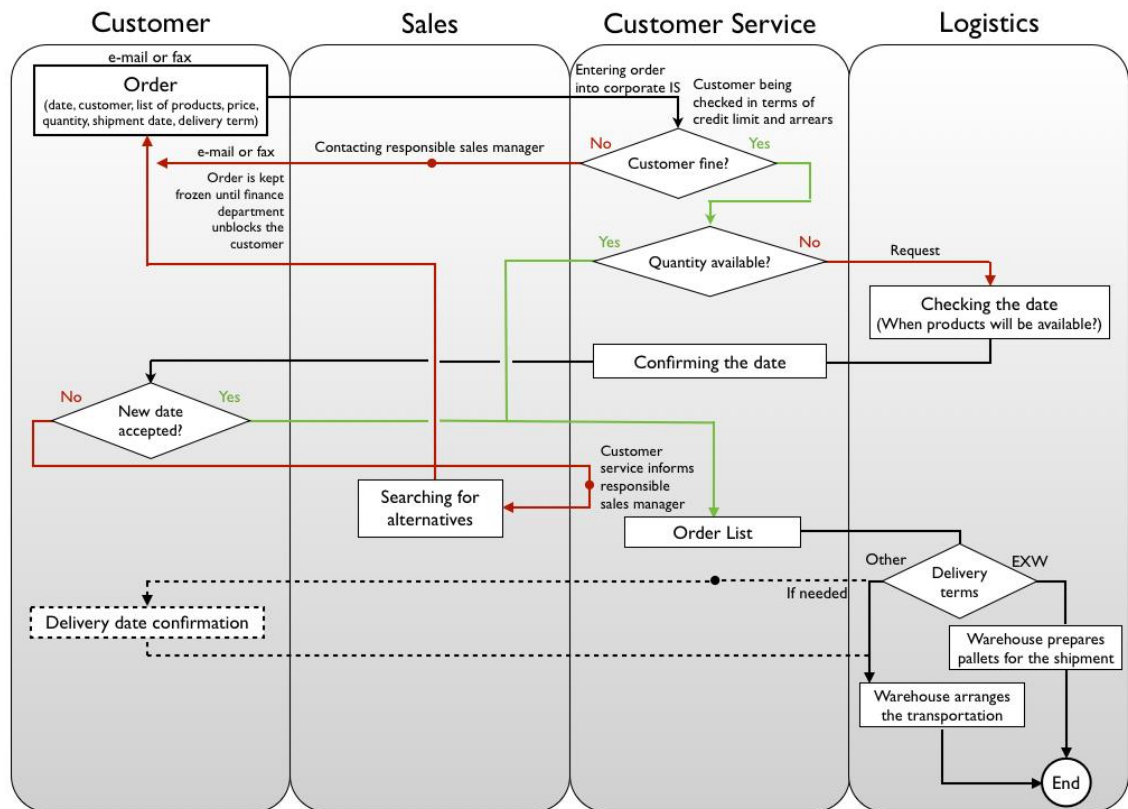 Customer
Sales
Customer Service
Logistics
e-mail or fax
Order
(date, customer, list of products, price,
quantity, shipment date, delivery term)
Entering order
into corporate IS
Customer being
checked in terms of
credit limit and arrears
No
Yes
Customer fine?
Contacting responsible sales manager
e-mail or fax
Order is kept
frozen until finance
department
unblocks the
customer
Yes
No
Quantity available?
Request
Checking the date
(When products will be available?)
Confirming the date
No
Yes
New date
accepted?
Customer
service informs
responsible
sales manager
Searching for
alternatives
Order List
Other
EXW
Delivery
terms
If needed
Delivery date confirmation
Warehouse prepares
pallets for the shipment
Warehouse arranges
the transportation
End